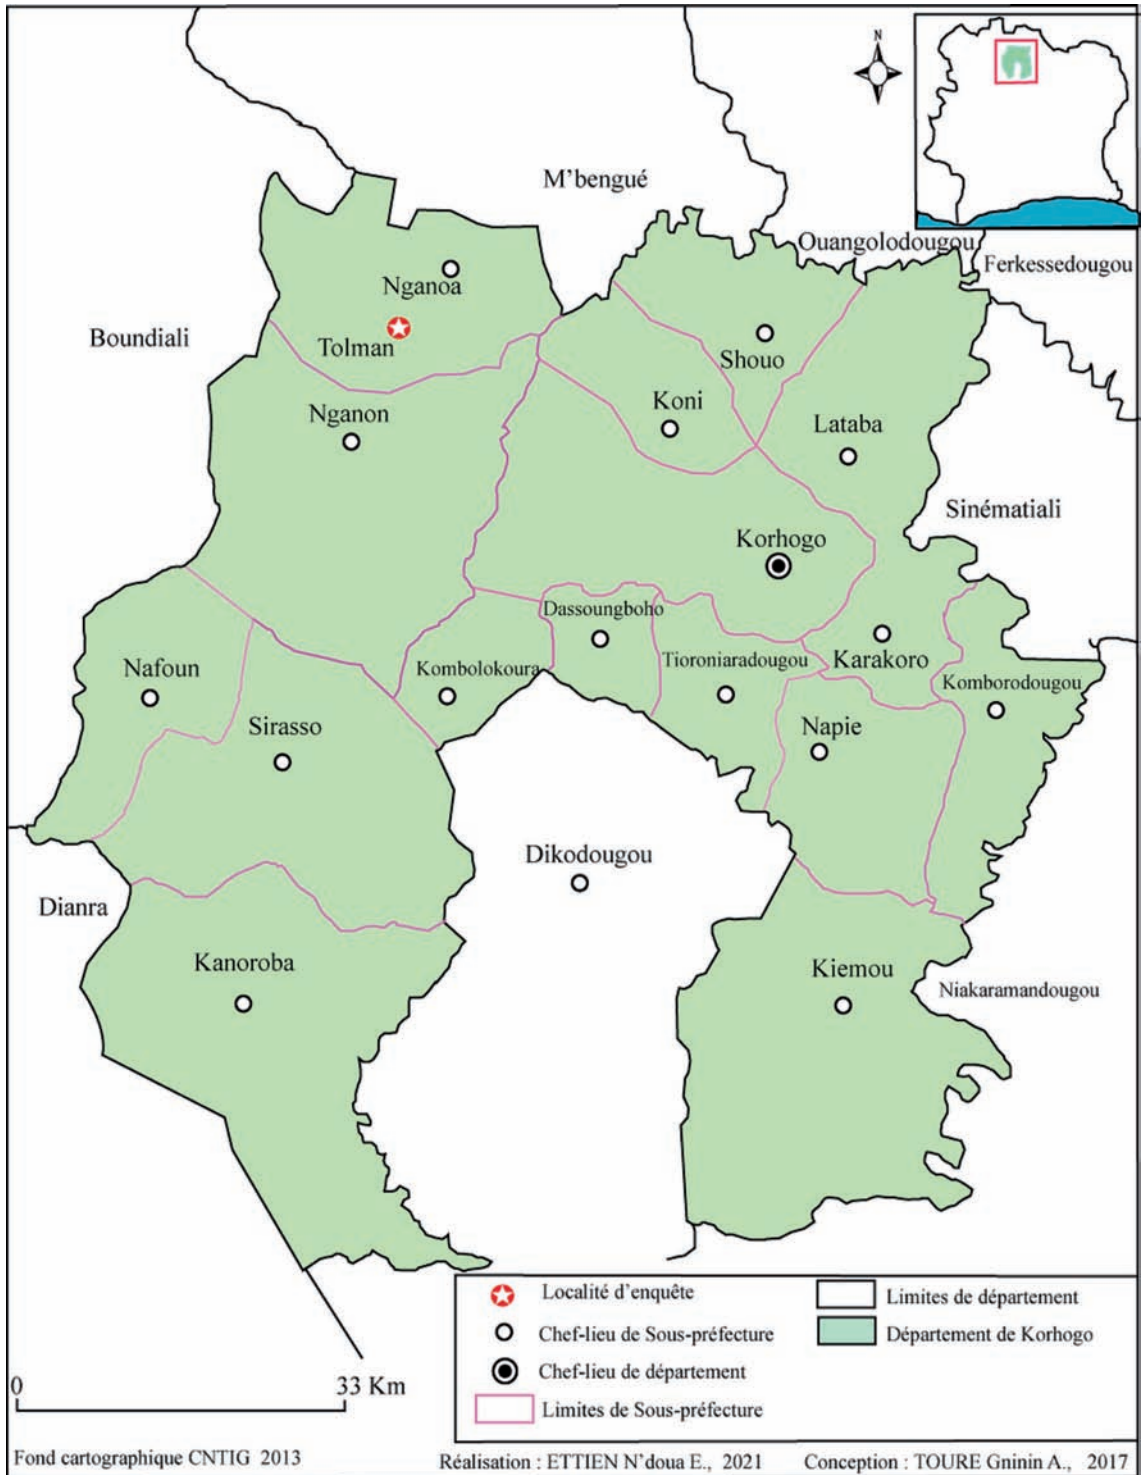 N
M'bengué
Ouangolodougou
Ferkessedougou
Nganoa
Boundiali
Tolman
Shouo
Koni
Nganon
Lataba
Sinématiali
Korhogo
Dassoungboho
Kombolokoura
Tioroniaradougou
Karakoro
Nafoun
Komborodougou
Sirasso
Napie
Dikodougou
Dianra
Kanoroba
Kiemou
Niakaramandougou
Localité d'enquête
Chef-lieu de Sous-préfecture
Chef-lieu de département
Limites de Sous-préfecture
Limites de département
Département de Korhogo
0 33 Km
Fond cartographique CNTIG 2013
Réalisation : ETTIEN N'doua E., 2021
Conception : TOURE Gninin A., 2017